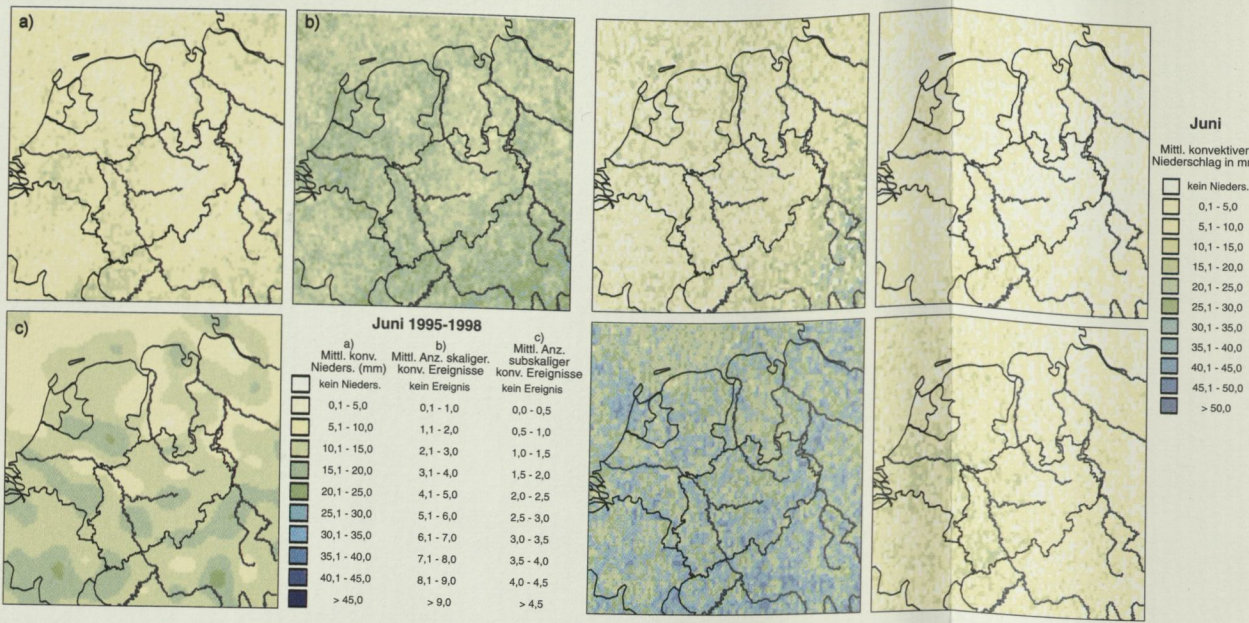 a)
b)
c)
Juni 1995-1998
a) b) c)
Mittl. konv. Mittl. Anz. skaliger. Mittl. Anz.
Nieders. (mm) konv. Ereignisse subskaliger
konv. Ereignisse
kein Nieders. kein Ereignis kein Ereignis
0,1 - 5,0 0,1 - 1,0 0,0 - 0,5
5,1 - 10,0 1,1 - 2,0 0,5 - 1,0
10,1 - 15,0 2,1 - 3,0 1,0 - 1,5
15,1 - 20,0 3,1 - 4,0 1,5 - 2,0
20,1 - 25,0 4,1 - 5,0 2,0 - 2,5
25,1 - 30,0 5,1 - 6,0 2,5 - 3,0
30,1 - 35,0 6,1 - 7,0 3,0 - 3,5
35,1 - 40,0 7,1 - 8,0 3,5 - 4,0
40,1 - 45,0 8,1 - 9,0 4,0 - 4,5
> 45,0 > 9,0 > 4,5
Juni
Mittl. konvektiver
Niederschlag in mm
kein Nieders.
0,1 - 5,0
5,1 - 10,0
10,1 - 15,0
15,1 - 20,0
20,1 - 25,0
25,1 - 30,0
30,1 - 35,0
35,1 - 40,0
40,1 - 45,0
45,1 - 50,0
> 50,0